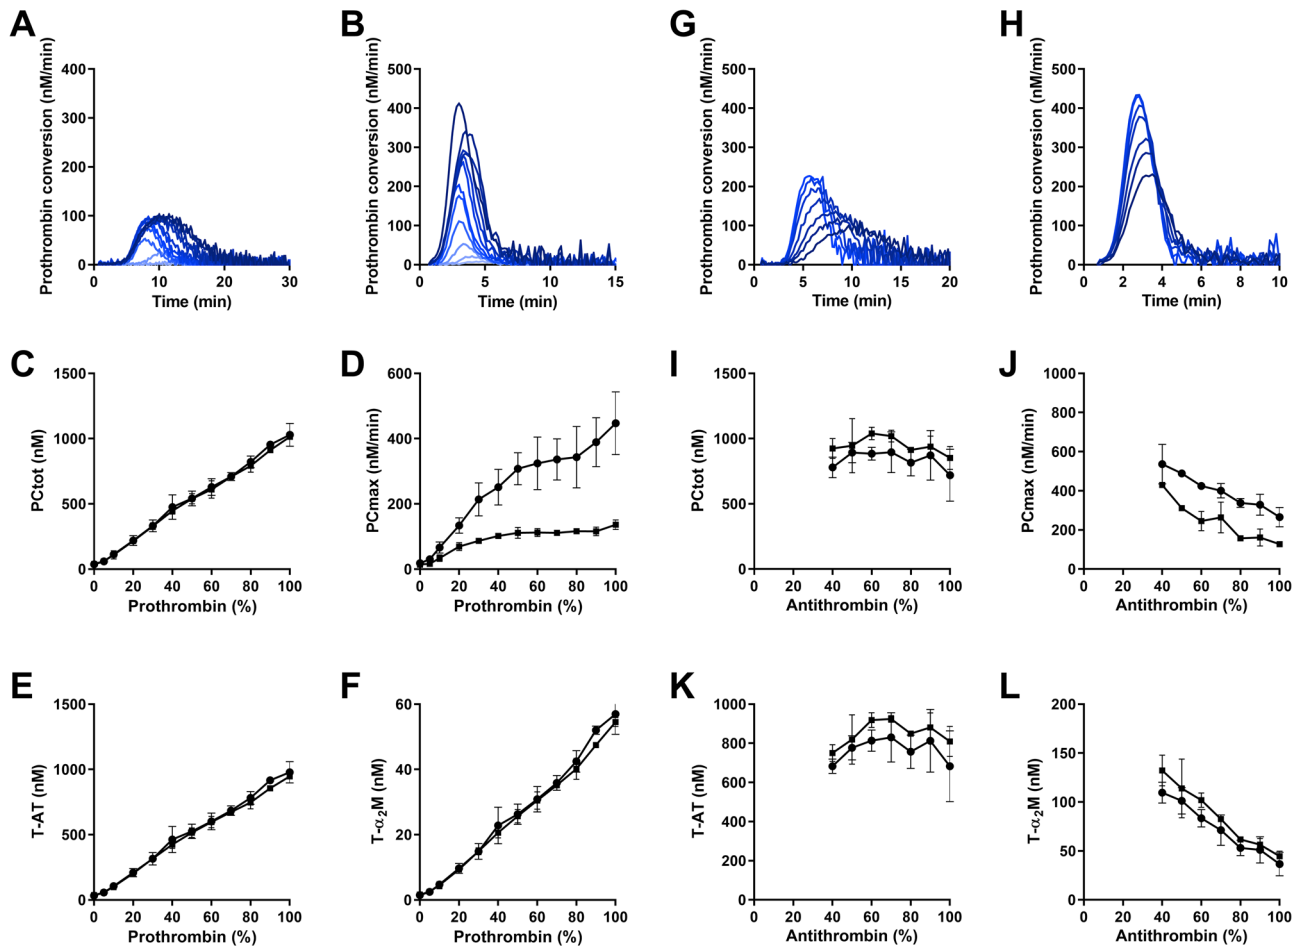 A
Prothrombin conversion (nM/min)
400
300
200
100
0
0 10 20 30
Time (min)
B
Prothrombin conversion (nM/min)
500
400
300
200
100
0
0 5 10 15
Time (min)
G
Prothrombin conversion (nM/min)
500
400
300
200
100
0
0 5 10 15 20
Time (min)
H
Prothrombin conversion (nM/min)
500
400
300
200
100
0
0 2 4 6 8 10
Time (min)
C
PCtot (nM)
1500
1000
500
0
0 20 40 60 80 100
Prothrombin (%)
D
PCmax (nM/min)
600
400
200
0
0 20 40 60 80 100
Prothrombin (%)
I
PCtot (nM)
1500
1000
500
0
0 20 40 60 80 100
Antithrombin (%)
J
PCmax (nM/min)
1000
800
600
400
200
0
0 20 40 60 80 100
Antithrombin (%)
E
T-AT (nM)
1500
1000
500
0
0 20 40 60 80 100
Prothrombin (%)
F
T-α₂M (nM)
60
40
20
0
0 20 40 60 80 100
Prothrombin (%)
K
T-AT (nM)
1000
800
600
400
200
0
0 20 40 60 80 100
Antithrombin (%)
L
T-α₂M (nM)
200
150
100
50
0
0 20 40 60 80 100
Antithrombin (%)